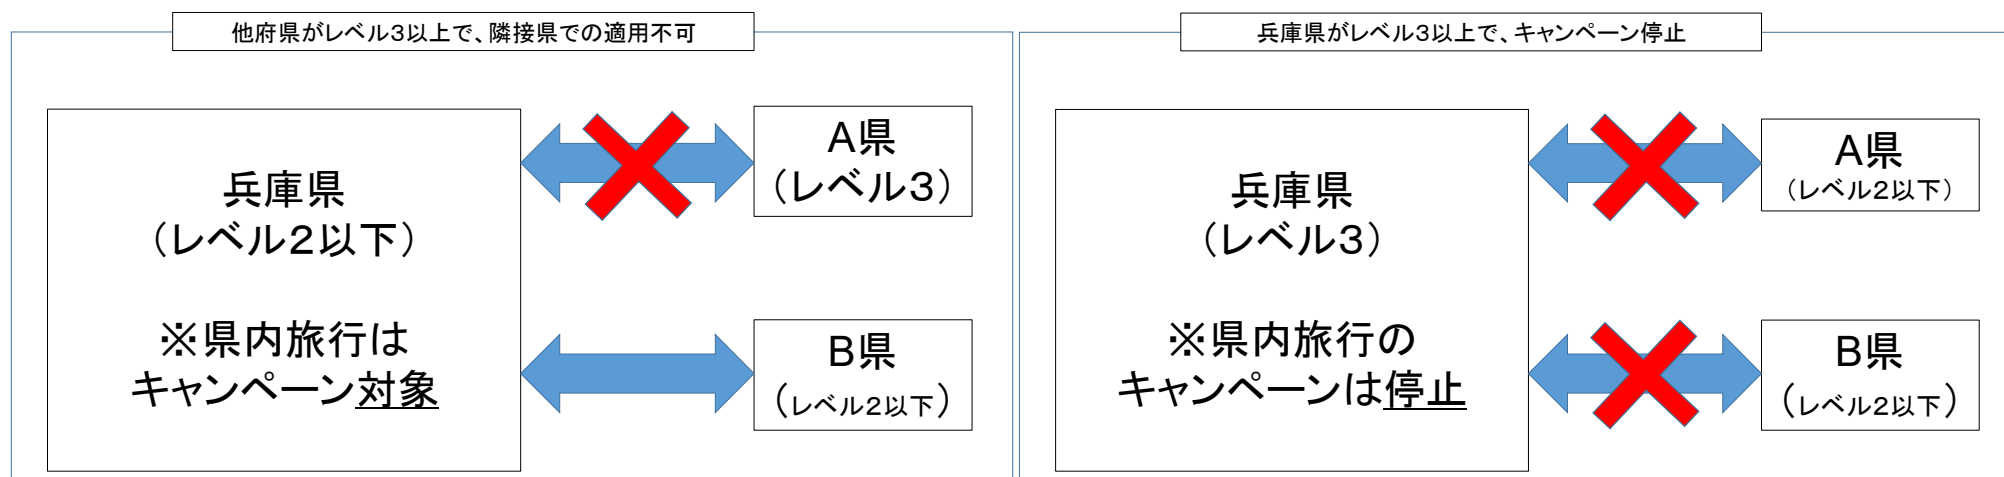 他府県がレベル3以上で、隣接県での適用不可
兵庫県
（レベル2以下）
※県内旅行は
キャンペーン対象
A県
（レベル3）
B県
（レベル2以下）
兵庫県がレベル3以上で、キャンペーン停止
兵庫県
（レベル3）
※県内旅行の
キャンペーンは停止
A県
（レベル2以下）
B県
（レベル2以下）